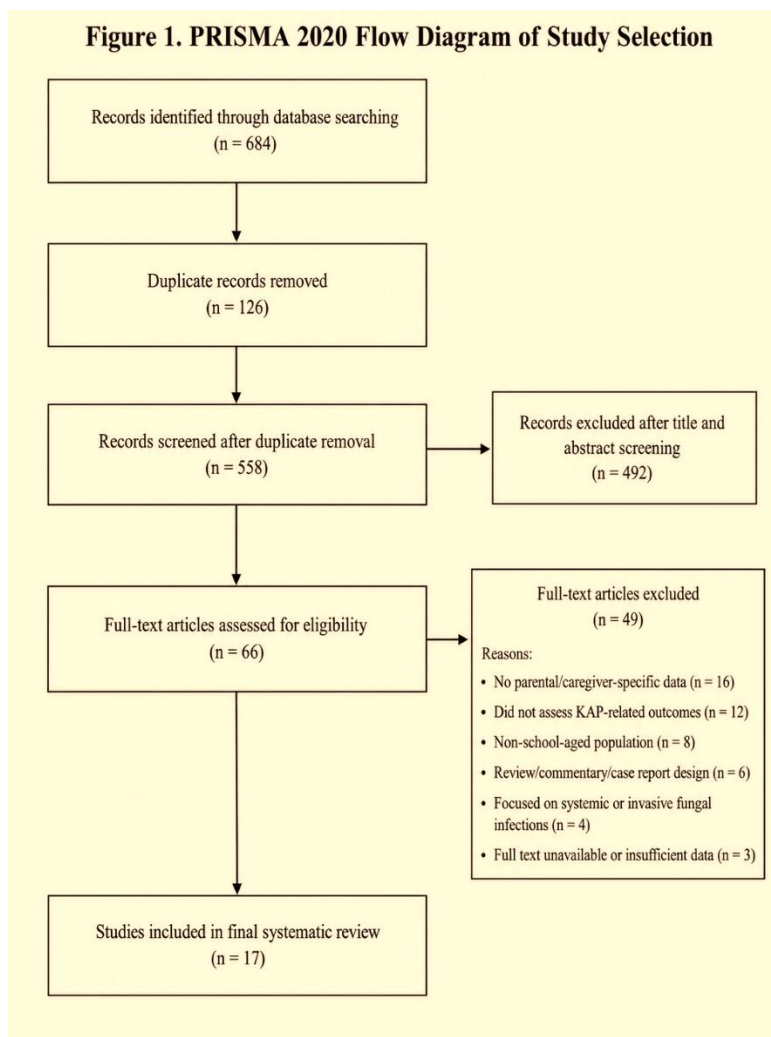 Figure 1. PRISMA 2020 Flow Diagram of Study Selection
Records identified through database searching
(n = 684)
Duplicate records removed
(n = 126)
Records screened after duplicate removal
(n = 558)
Records excluded after title and
abstract screening
(n = 492)
Full-text articles assessed for eligibility
(n = 66)
Full-text articles excluded
(n = 49)
Reasons:
• No parental/caregiver-specific data (n = 16)
• Did not assess KAP-related outcomes (n = 12)
• Non-school-aged population (n = 8)
• Review/commentary/case report design (n = 6)
• Focused on systemic or invasive fungal
infections (n = 4)
• Full text unavailable or insufficient data (n = 3)
Studies included in final systematic review
(n = 17)